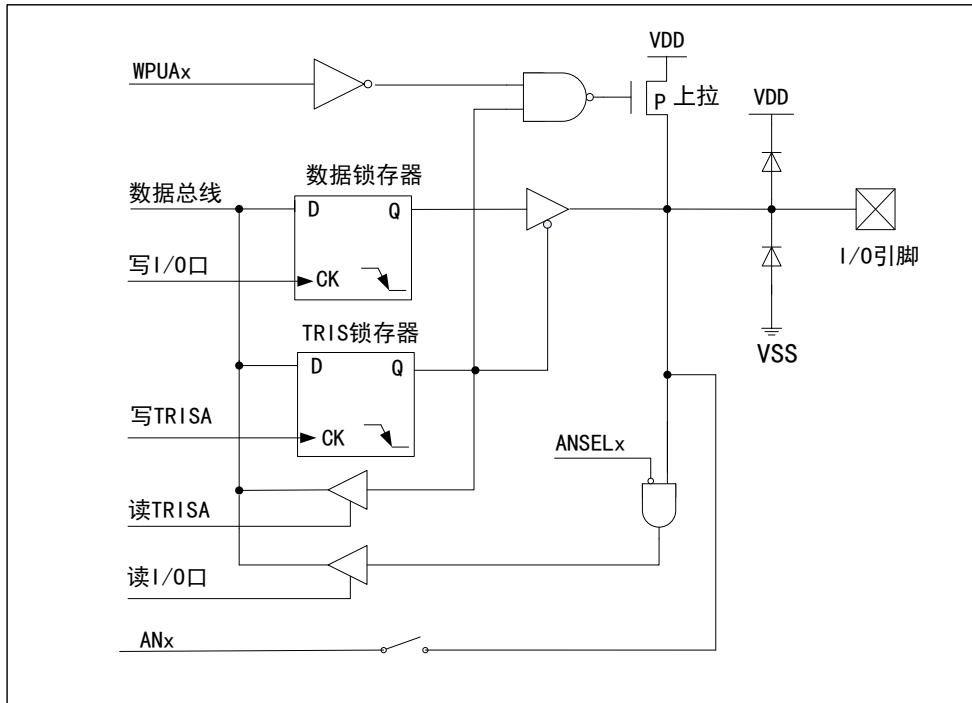 VDD
WPUAx
P 上拉
VDD
数据锁存器
数据总线
D
Q
写I/O口
CK
I/O引脚
TRIS锁存器
VSS
D
Q
写TRISA
CK
ANSELx
读TRISA
读I/O口
ANx